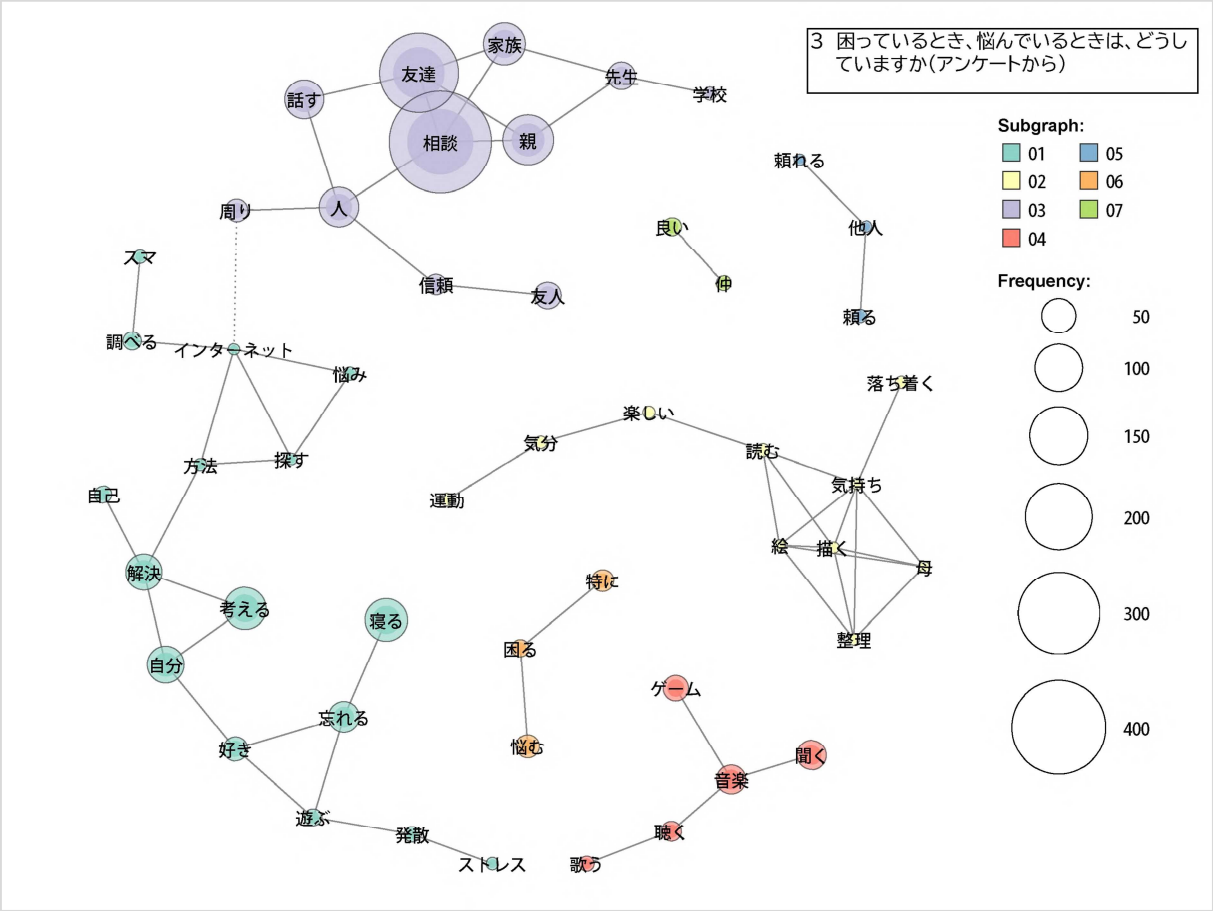 3 困っているとき、悩んでいるときは、どうし
ていますか（アンケートから）
家族
友達
先生
学校
話す
相談
親
人
周り
信頼
友人
スマ
調べる
インターネット
悩み
方法
探す
自己
解決
考える
自分
寝る
忘れる
好き
遊ぶ
発散
ストレス
頼れる
他人
頼る
良い
仲
落ち着く
楽しい
気分
運動
読む
気持ち
絵
描く
母
整理
特に
困る
悩む
ゲーム
聞く
音楽
聴く
歌う
Subgraph:
01
05
02
06
03
07
04
Frequency:
50
100
150
200
300
400